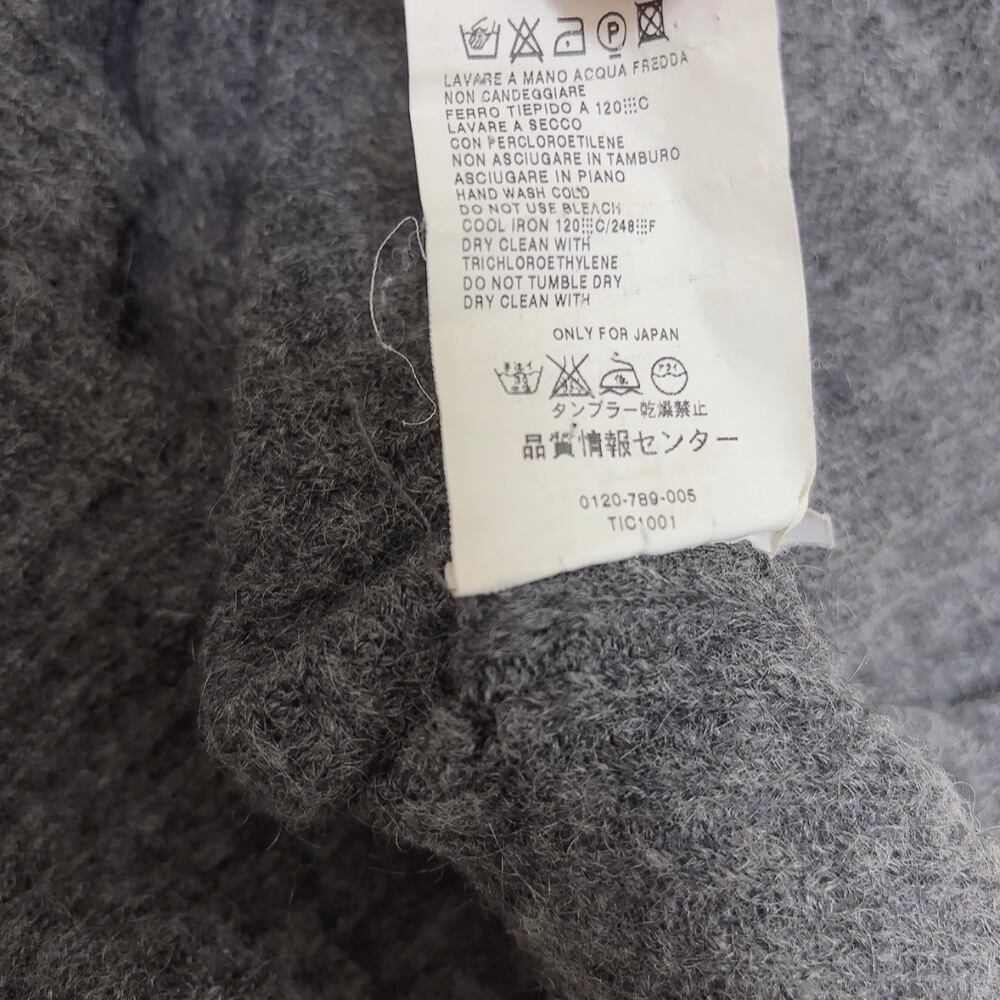 P
LAVARE A MANO ACQUA FREDDA
NON CANDEGGIARE
FERRO TIEPIDO A 120⣿C
LAVARE A SECCO
CON PERCLOROETILENE
NON ASCIUGARE IN TAMBURO
ASCIUGARE IN PIANO
HAND WASH COLD
DO NOT USE BLEACH
COOL IRON 120⣿C/248⣿F
DRY CLEAN WITH
TRICHLOROETHYLENE
DO NOT TUMBLE DRY
DRY CLEAN WITH
ONLY FOR JAPAN
タンブラー乾燥禁止
品質情報センター
0120-789-005
TIC1001